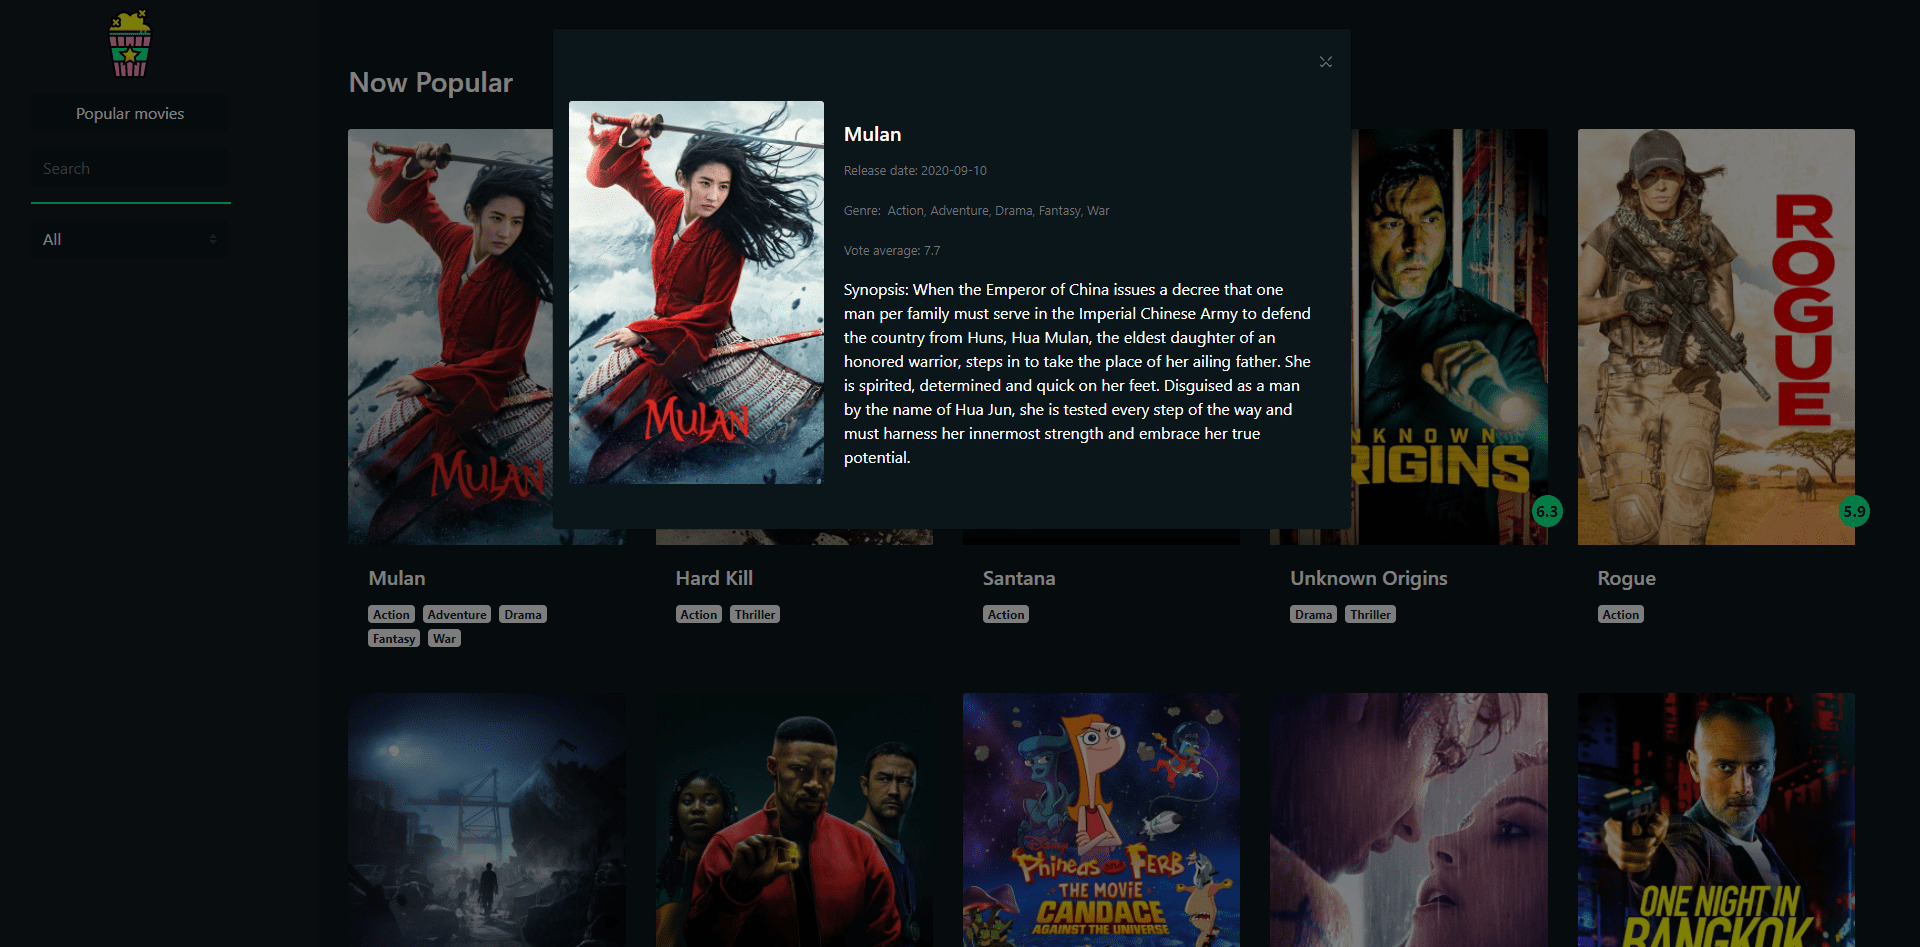 Popular movies
Search
All
Now Popular
Mulan
Release date: 2020-09-10
Genre: Action, Adventure, Drama, Fantasy, War
Vote average: 7.7
Synopsis: When the Emperor of China issues a decree that one
man per family must serve in the Imperial Chinese Army to defend
the country from Huns, Hua Mulan, the eldest daughter of an
honored warrior, steps in to take the place of her ailing father. She
is spirited, determined and quick on her feet. Disguised as a man
by the name of Hua Jun, she is tested every step of the way and
must harness her innermost strength and embrace her true
potential.
MULAN
MULAN
NKNOWN
RIGINS
6.3
ROGUE
5.9
Mulan
Action Adventure Drama
Fantasy War
Hard Kill
Action Thriller
Santana
Action
Unknown Origins
Drama Thriller
Rogue
Action
Disney
Phineas and Ferb
THE MOVIE
CANDACE
AGAINST THE UNIVERSE
ONE NIGHT IN
BANGKOK